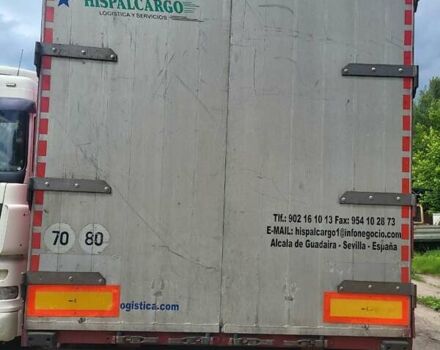 HISPALCARGO
LOGISTICA Y SERVICIOS
Tlf.: 902 16 10 13 Fax: 954 10 28 73
E-MAIL: hispalcargo1@infonegocio.com
Alcala de Guadaira - Sevilla - España
70 80
ogistica.com